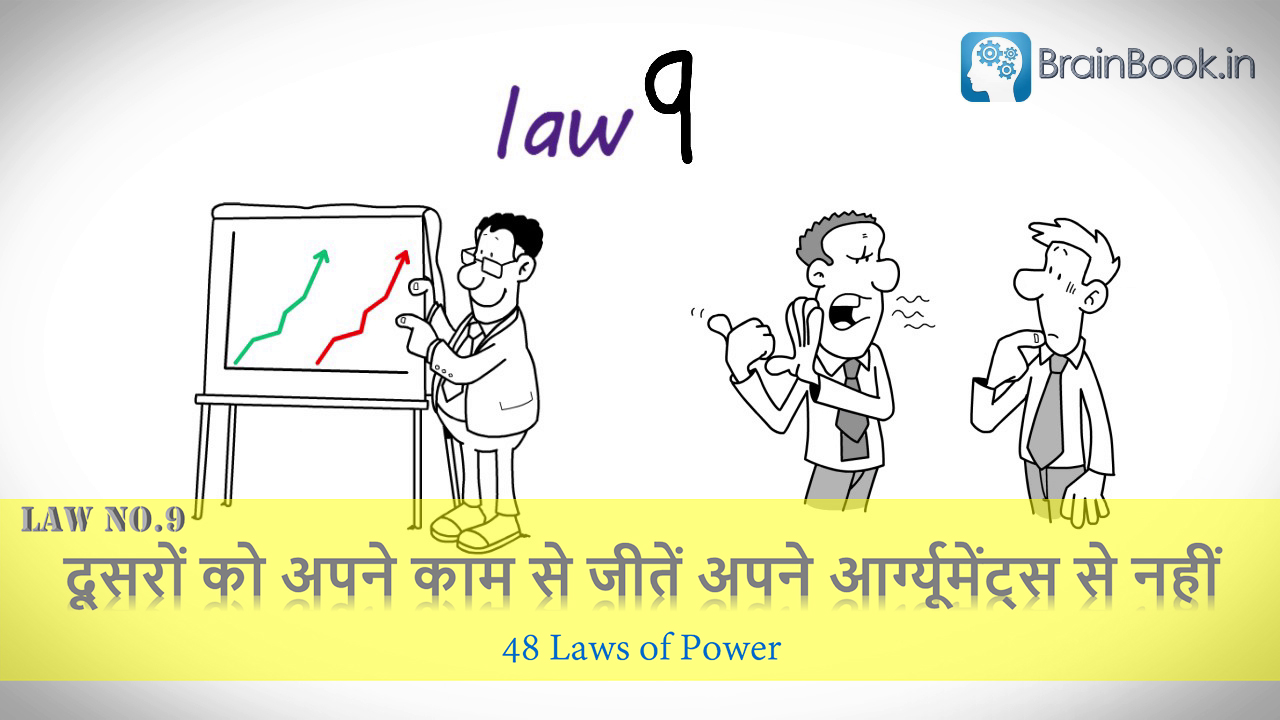 BrainBook.in
law 9
LAW NO.9
दूसरों को अपने काम से जीतें अपने आर्ग्यूमेंट्स से नहीं
48 Laws of Power